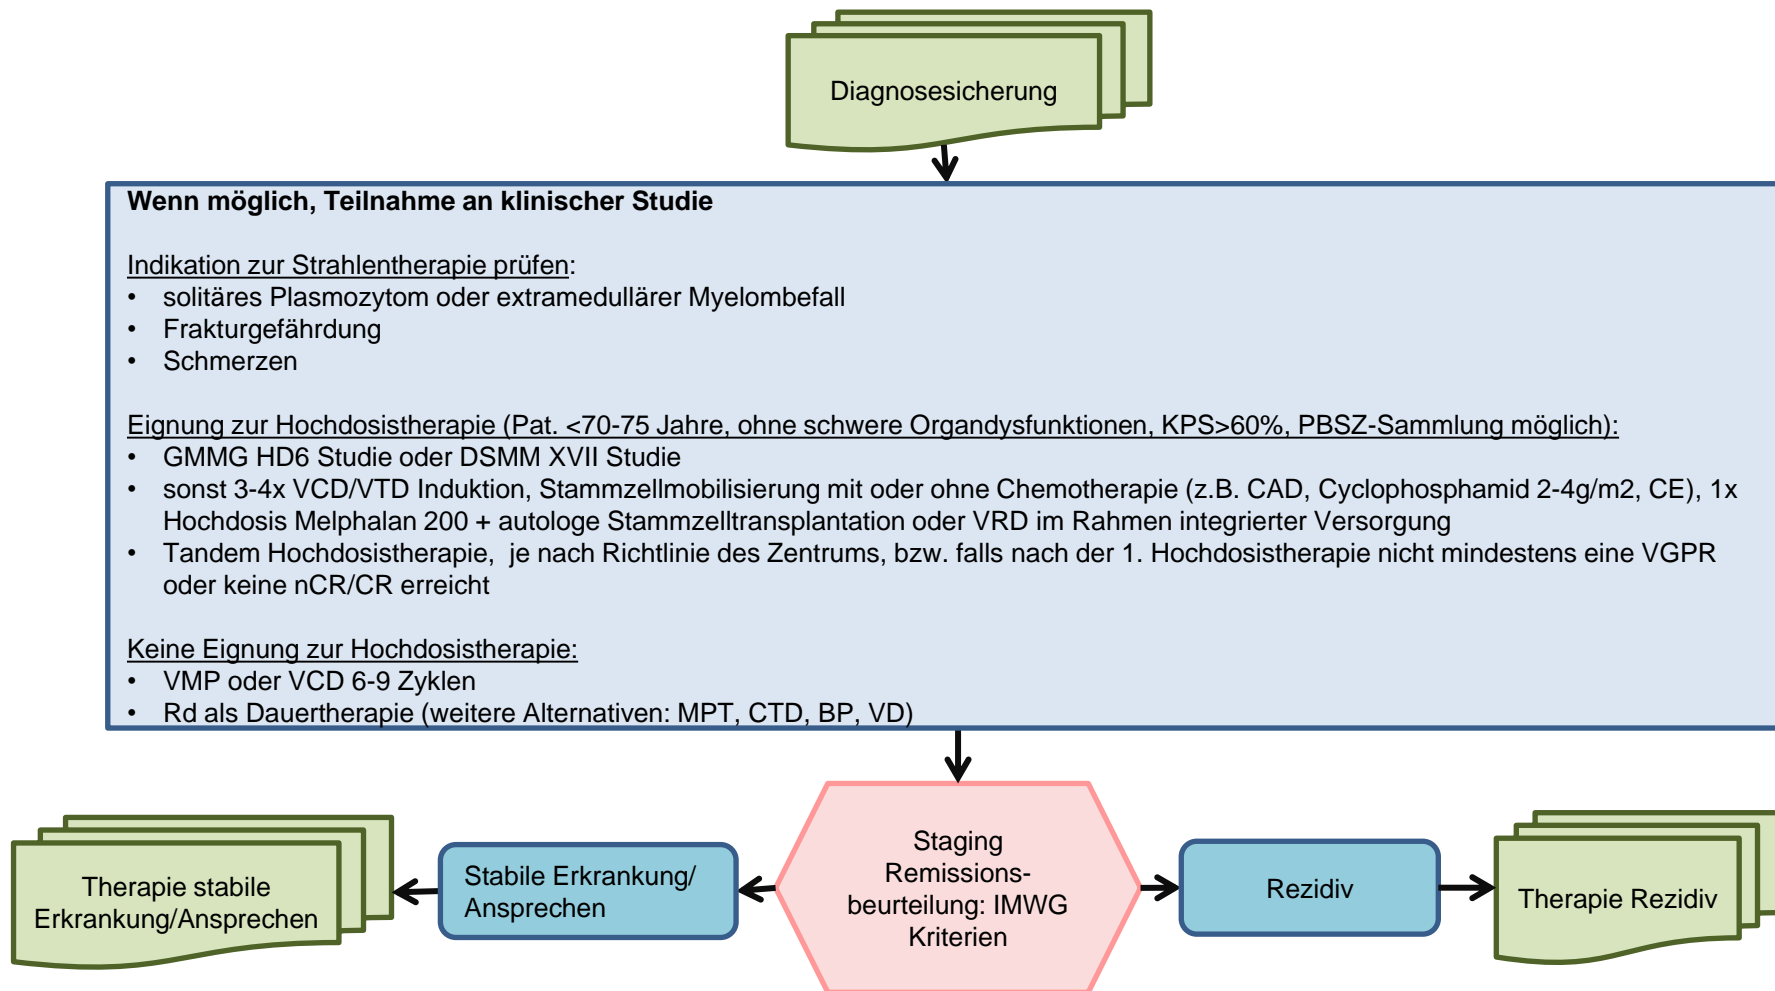 Diagnosesicherung
Wenn möglich, Teilnahme an klinischer Studie
Indikation zur Strahlentherapie prüfen:
• solitäres Plasmozytom oder extramedullärer Myelombefall
• Frakturgefährdung
• Schmerzen
Eignung zur Hochdosistherapie (Pat. <70-75 Jahre, ohne schwere Organdysfunktionen, KPS>60%, PBSZ-Sammlung möglich):
• GMMG HD6 Studie oder DSMM XVII Studie
• sonst 3-4x VCD/VTD Induktion, Stammzellmobilisierung mit oder ohne Chemotherapie (z.B. CAD, Cyclophosphamid 2-4g/m2, CE), 1x
Hochdosis Melphalan 200 + autologe Stammzelltransplantation oder VRD im Rahmen integrierter Versorgung
• Tandem Hochdosistherapie, je nach Richtlinie des Zentrums, bzw. falls nach der 1. Hochdosistherapie nicht mindestens eine VGPR
oder keine nCR/CR erreicht
Keine Eignung zur Hochdosistherapie:
• VMP oder VCD 6-9 Zyklen
• Rd als Dauertherapie (weitere Alternativen: MPT, CTD, BP, VD)
Therapie stabile
Erkrankung/Ansprechen
Stabile Erkrankung/
Ansprechen
Staging
Remissions-
beurteilung: IMWG
Kriterien
Rezidiv
Therapie Rezidiv